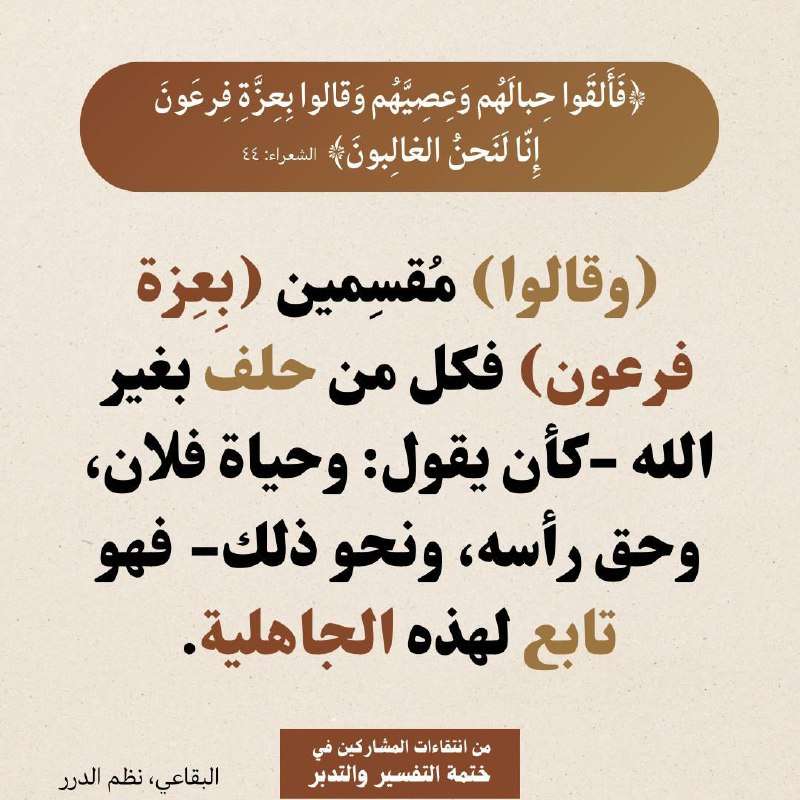 ﴿فَأَلقَوا حِبالَهُم وَعِصِيَّهُم وَقالوا بِعِزَّةِ فِرعَونَ
إِنّا لَنَحنُ الغالِبونَ﴾ الشعراء: ٤٤
(وقالوا) مُقسِمين (بِعِزة
فرعون) فكل من حلف بغير
الله -كأن يقول: وحياة فلان،
وحق رأسه، ونحو ذلك- فهو
تابع لهذه الجاهلية.
من انتقاءات المشاركين في
ختمة التفسير والتدبر
البقاعي، نظم الدرر